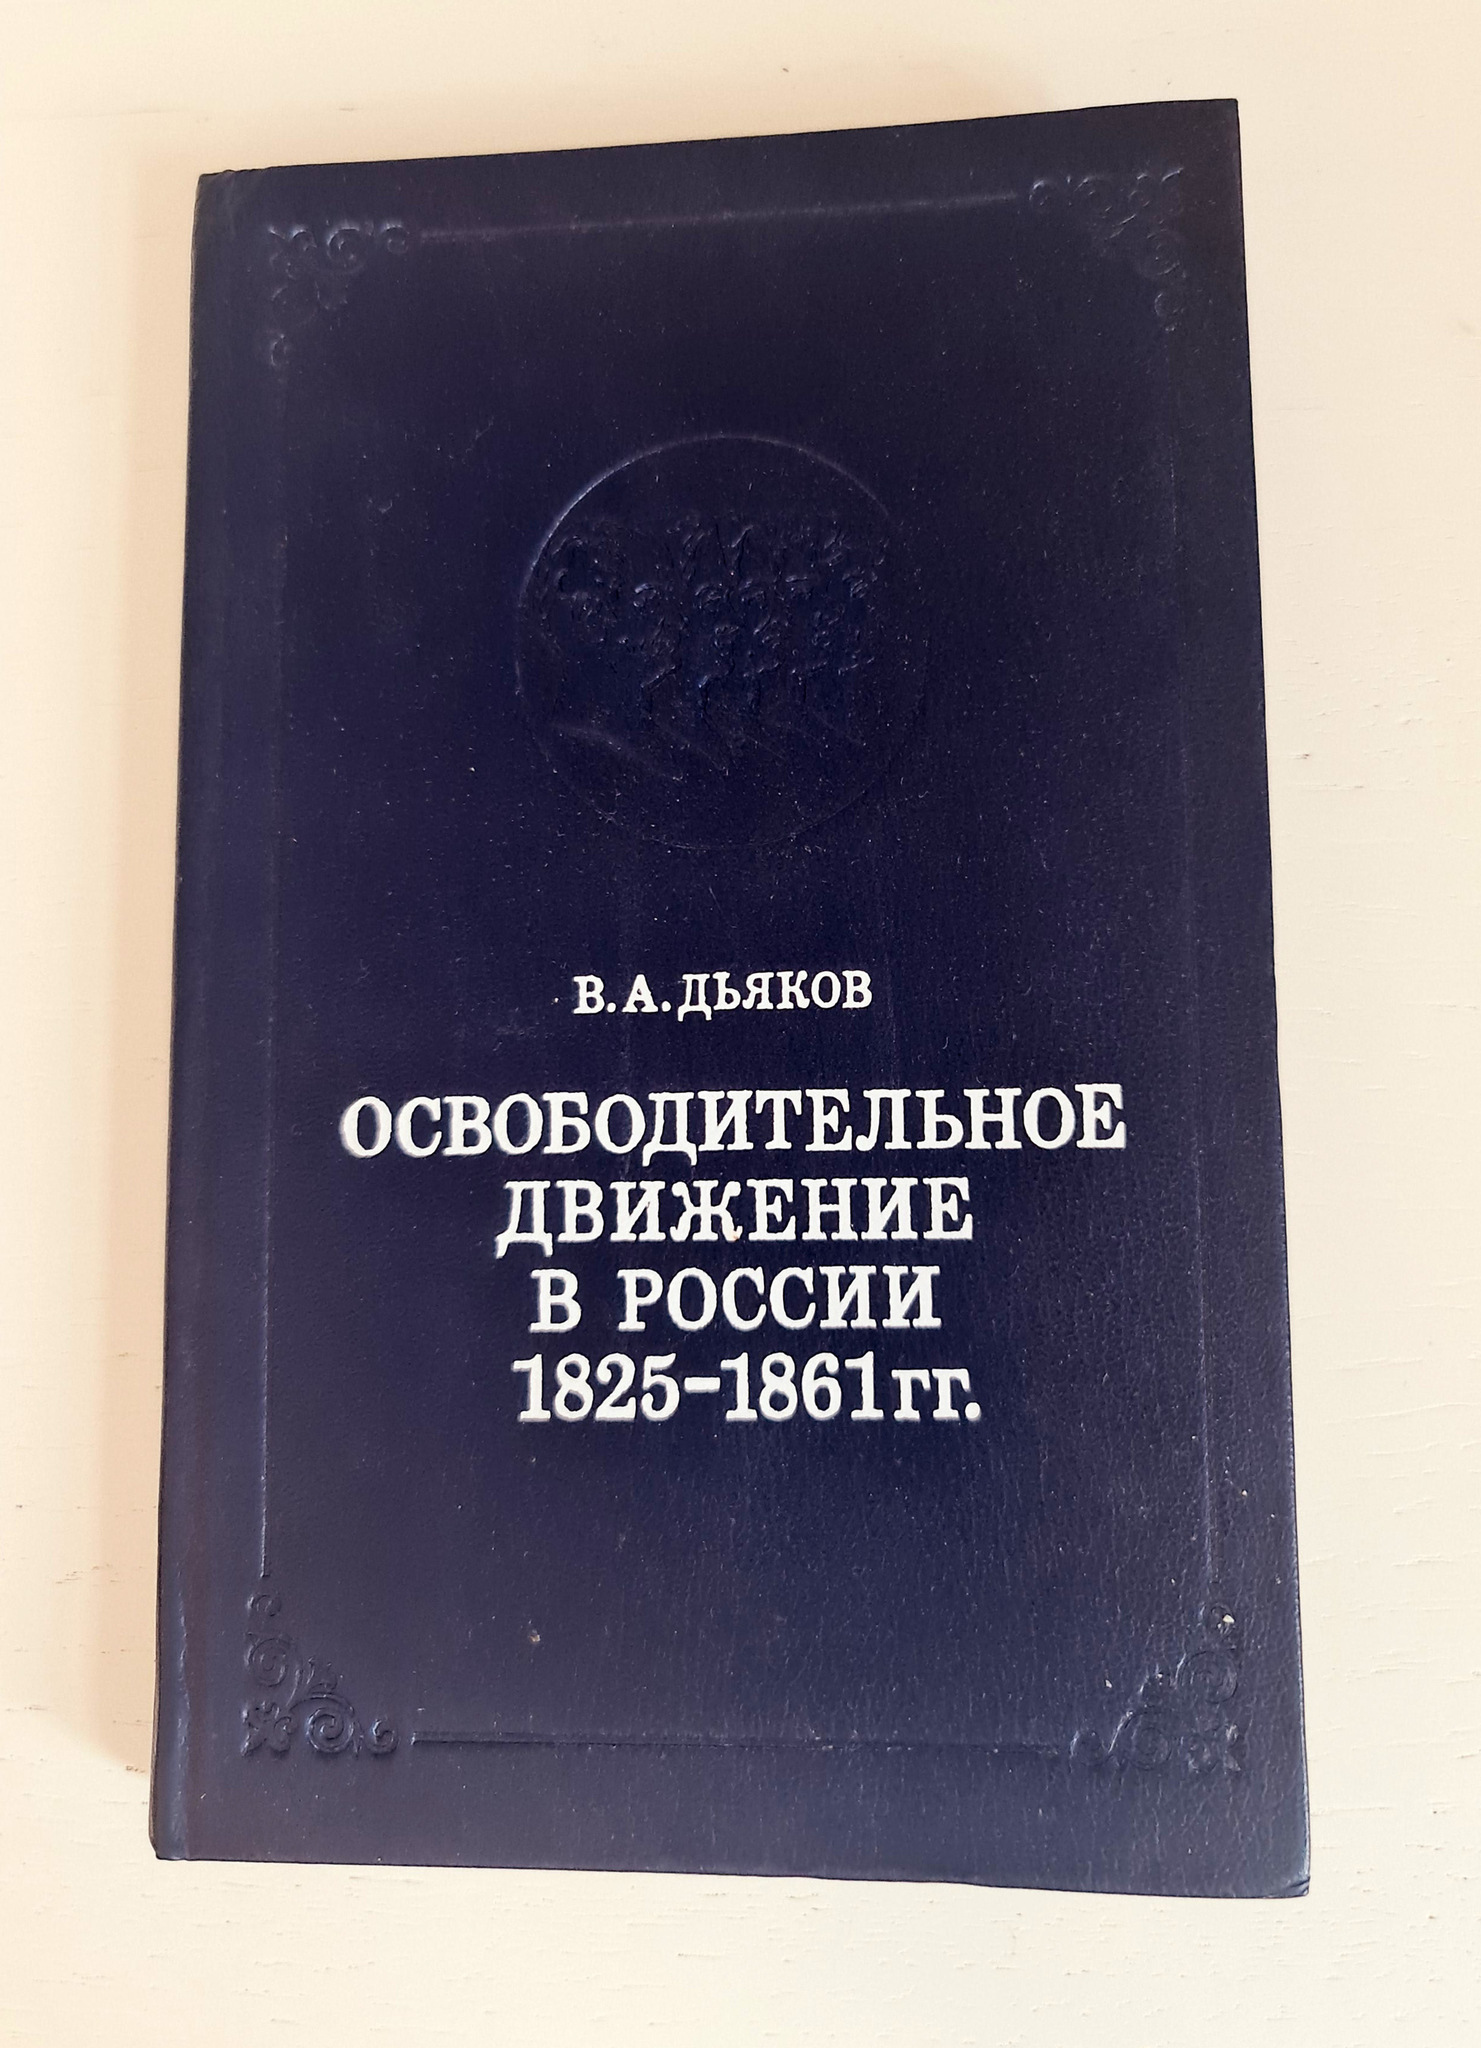 В.А.ДЬЯКОВ
ОСВОБОДИТЕЛЬНОЕ
ДВИЖЕНИЕ
В РОССИИ
1825-1861гг.